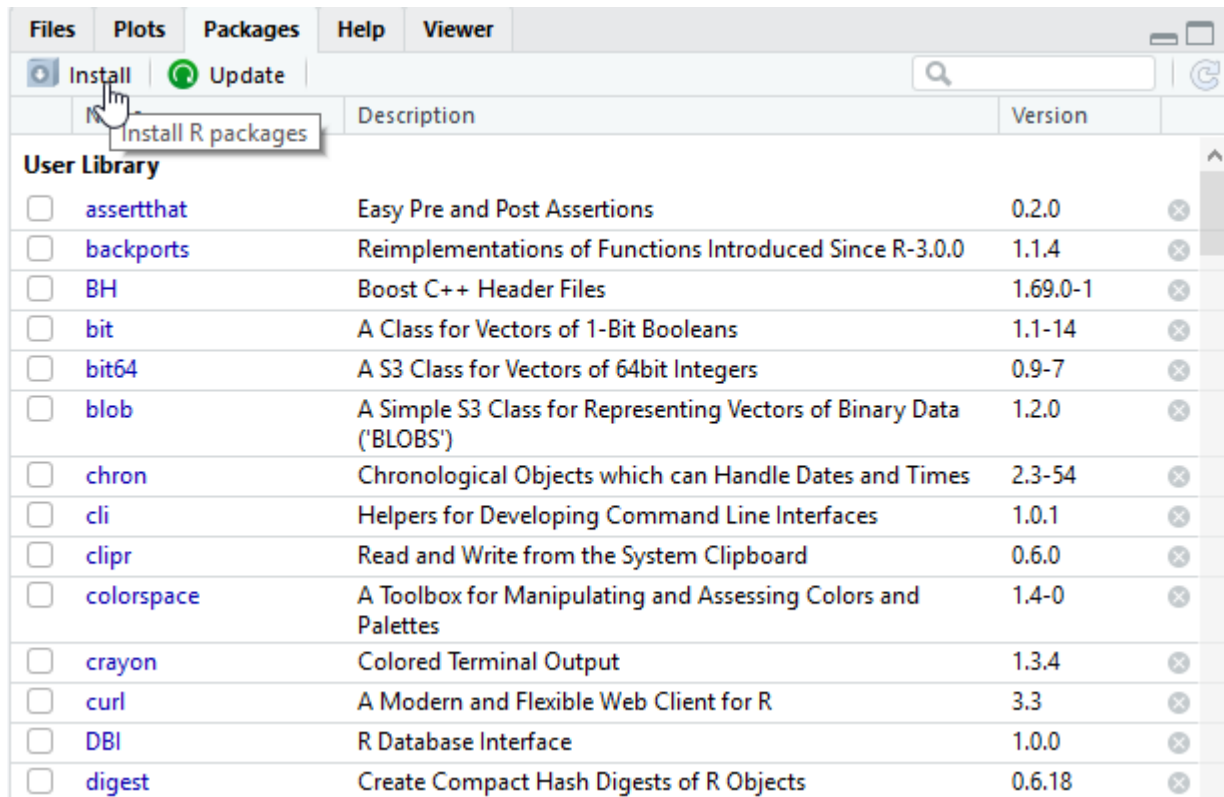 Files Plots Packages Help Viewer
Install Update
Description Version
Install R packages
User Library
assertthat Easy Pre and Post Assertions 0.2.0
backports Reimplementations of Functions Introduced Since R-3.0.0 1.1.4
BH Boost C++ Header Files 1.69.0-1
bit A Class for Vectors of 1-Bit Booleans 1.1-14
bit64 A S3 Class for Vectors of 64bit Integers 0.9-7
blob A Simple S3 Class for Representing Vectors of Binary Data 1.2.0
('BLOBS')
chron Chronological Objects which can Handle Dates and Times 2.3-54
cli Helpers for Developing Command Line Interfaces 1.0.1
clipr Read and Write from the System Clipboard 0.6.0
colorspace A Toolbox for Manipulating and Assessing Colors and 1.4-0
Palettes
crayon Colored Terminal Output 1.3.4
curl A Modern and Flexible Web Client for R 3.3
DBI R Database Interface 1.0.0
digest Create Compact Hash Digests of R Objects 0.6.18